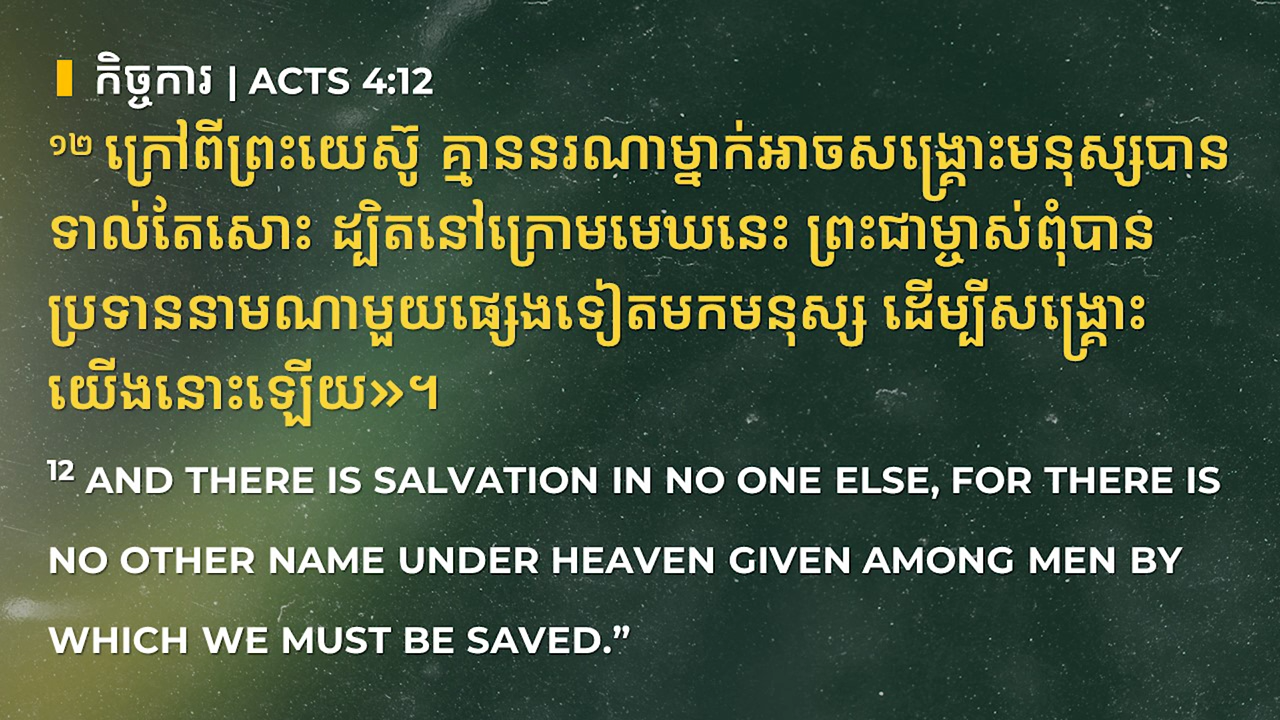 កិច្ចការ | ACTS 4:12
១២ ក្រៅពីព្រះយេស៊ូ គ្មាននរណាម្នាក់អាចសង្គ្រោះមនុស្សបាន
ទាល់តែសោះ ដ្បិតនៅក្រោមមេឃនេះ ព្រះជាម្ចាស់ពុំបាន
ប្រទាននាមណាមួយផ្សេងទៀតមកមនុស្ស ដើម្បីសង្គ្រោះ
យើងនោះឡើយ»។
12 AND THERE IS SALVATION IN NO ONE ELSE, FOR THERE IS
NO OTHER NAME UNDER HEAVEN GIVEN AMONG MEN BY
WHICH WE MUST BE SAVED.”